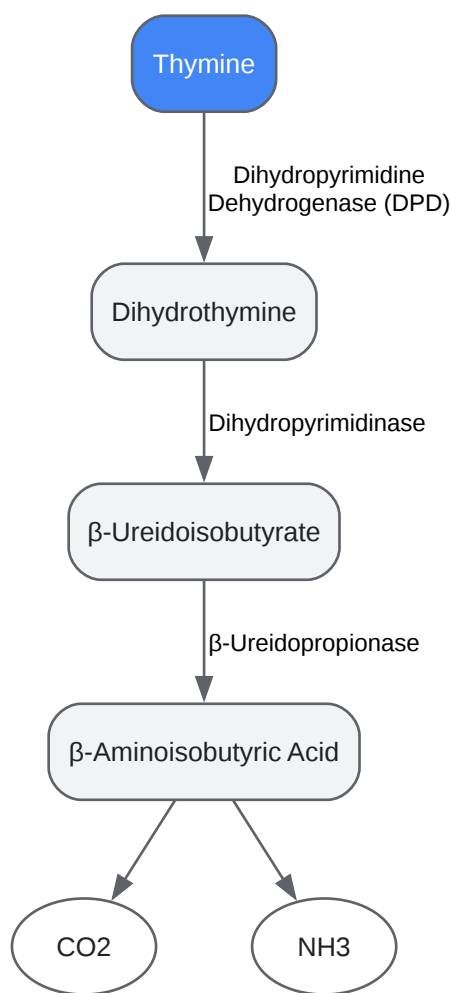 Thymine
Dihydropyrimidine
Dehydrogenase (DPD)
Dihydrothymine
Dihydropyrimidinase
β-Ureidoisobutyrate
β-Ureidopropionase
β-Aminoisobutyric Acid
CO2
NH3